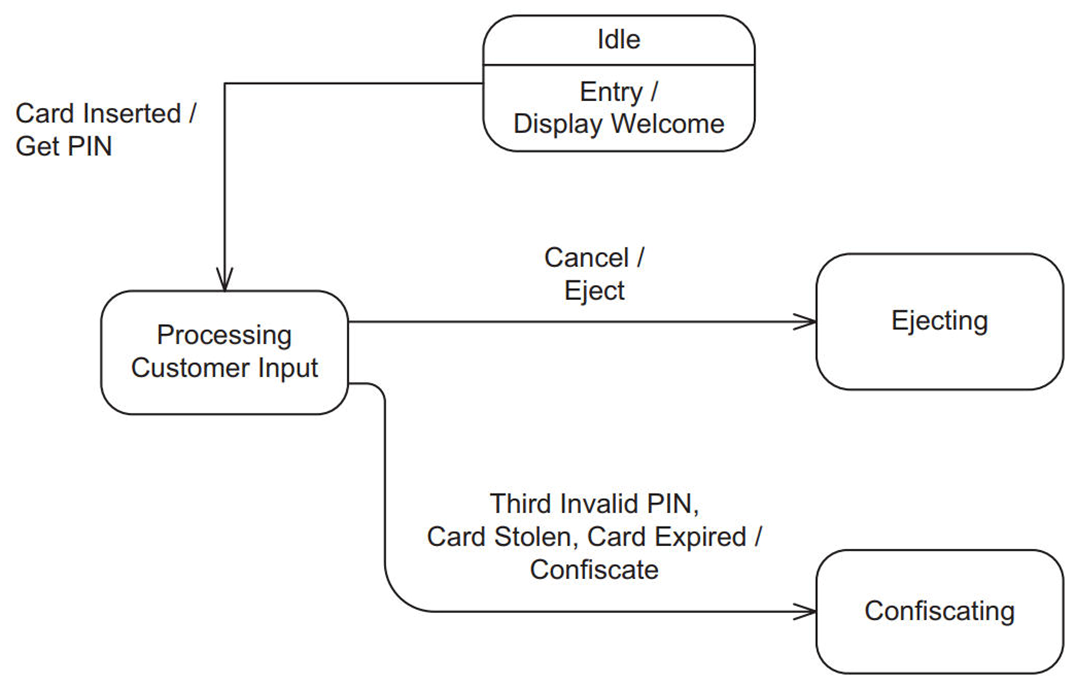 Idle
Entry /
Display Welcome
Card Inserted /
Get PIN
Cancel /
Eject
Processing
Customer Input
Ejecting
Third Invalid PIN,
Card Stolen, Card Expired /
Confiscate
Confiscating